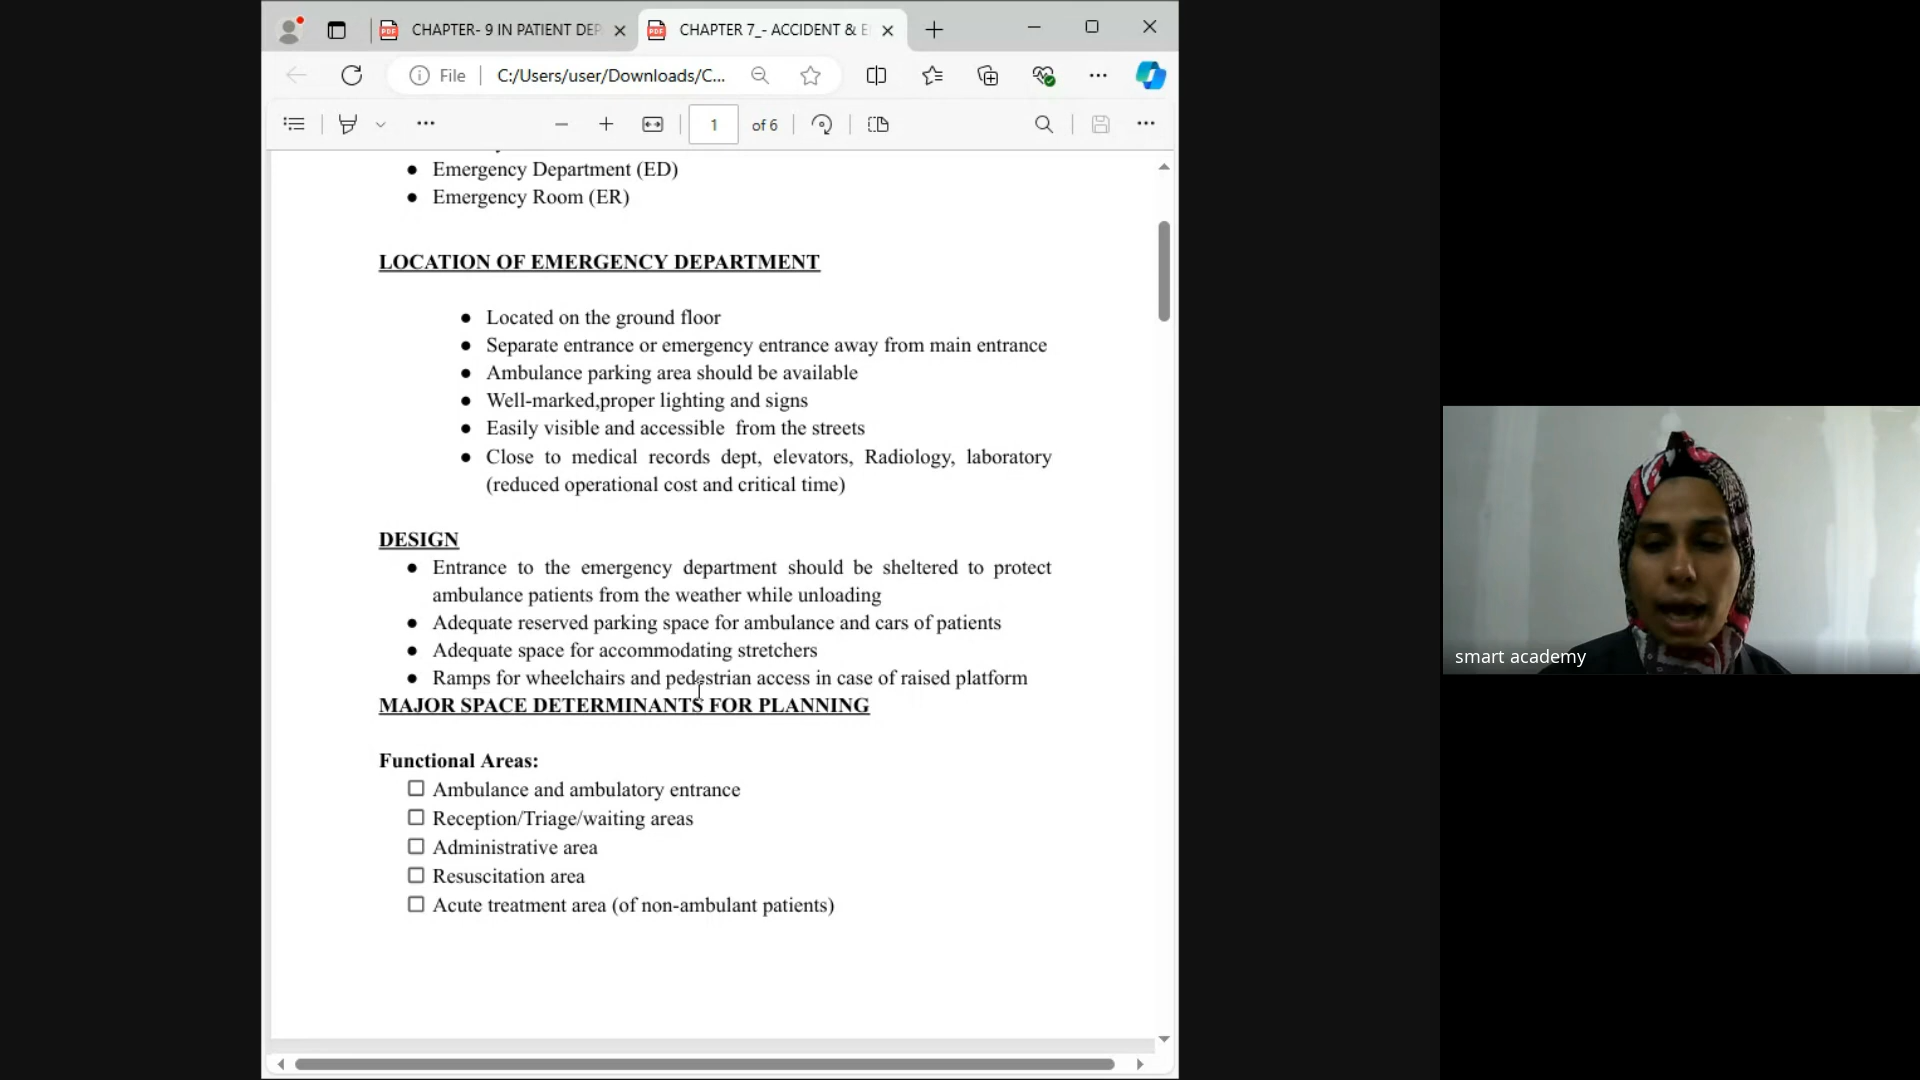 CHAPTER- 9 IN PATIENT DEP
CHAPTER 7_- ACCIDENT & E
File
C:/Users/user/Downloads/C...
1 of 6
● Emergency Department (ED)
● Emergency Room (ER)
LOCATION OF EMERGENCY DEPARTMENT
● Located on the ground floor
● Separate entrance or emergency entrance away from main entrance
● Ambulance parking area should be available
● Well-marked,proper lighting and signs
● Easily visible and accessible  from the streets
● Close to medical records dept, elevators, Radiology, laboratory
(reduced operational cost and critical time)
DESIGN
● Entrance to the emergency department should be sheltered to protect
ambulance patients from the weather while unloading
● Adequate reserved parking space for ambulance and cars of patients
● Adequate space for accommodating stretchers
● Ramps for wheelchairs and pedestrian access in case of raised platform
MAJOR SPACE DETERMINANTS FOR PLANNING
Functional Areas:
☐ Ambulance and ambulatory entrance
☐ Reception/Triage/waiting areas
☐ Administrative area
☐ Resuscitation area
☐ Acute treatment area (of non-ambulant patients)
smart academy